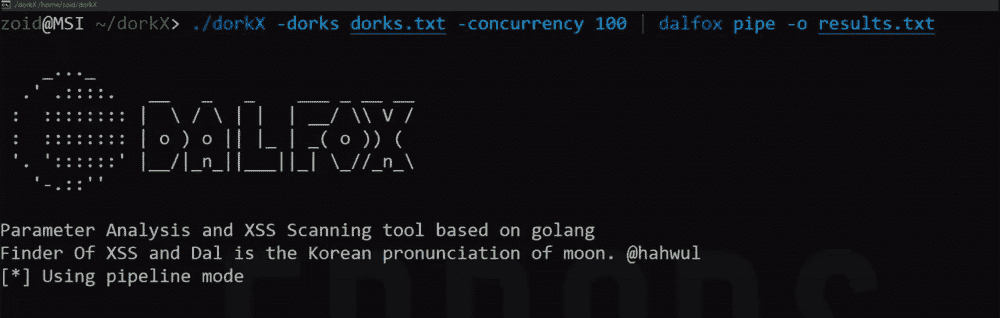 ./dorkX /home/zoid/dorkX
zoid@MSI ~/dorkX> ./dorkX -dorks dorks.txt -concurrency 100 | dalfox pipe -o results.txt
DALFOX
Parameter Analysis and XSS Scanning tool based on golang
Finder Of XSS and Dal is the Korean pronunciation of moon. @hahwul
[*] Using pipeline mode
ERRORS